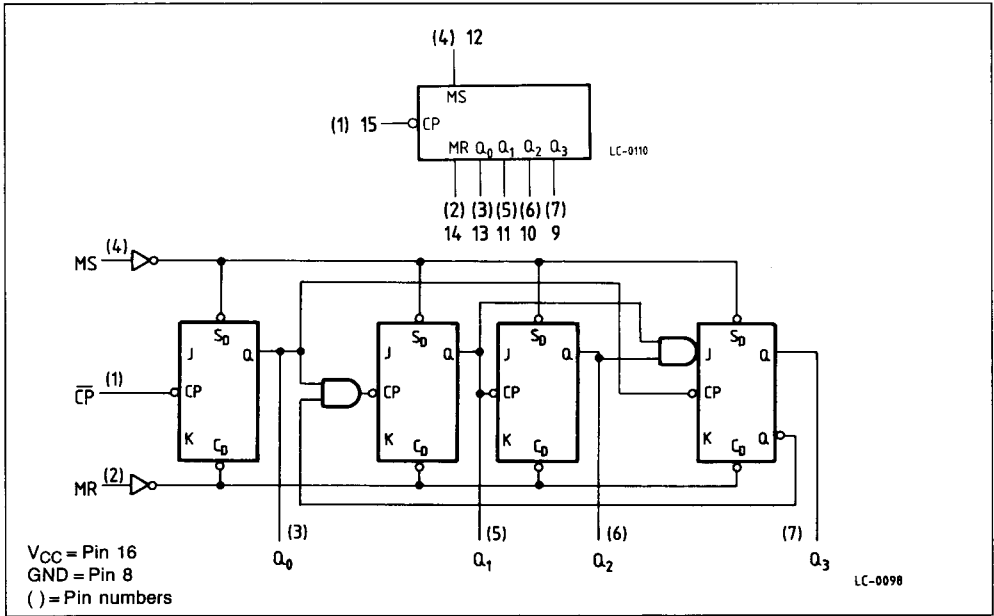 (4) 12
MS
(1) 15 CP
MR Q0 Q1 Q2 Q3
LC-0110
(2) (3) (5) (6) (7)
14 13 11 10 9
MS (4)
SD SD SD SD
J Q J Q J Q J Q
CP (1) CP CP CP CP
K K K K Q
CD CD CD CD
MR (2)
(3) (5) (6) (7)
Q0 Q1 Q2 Q3
VCC = Pin 16
GND = Pin 8
( ) = Pin numbers
LC-0098